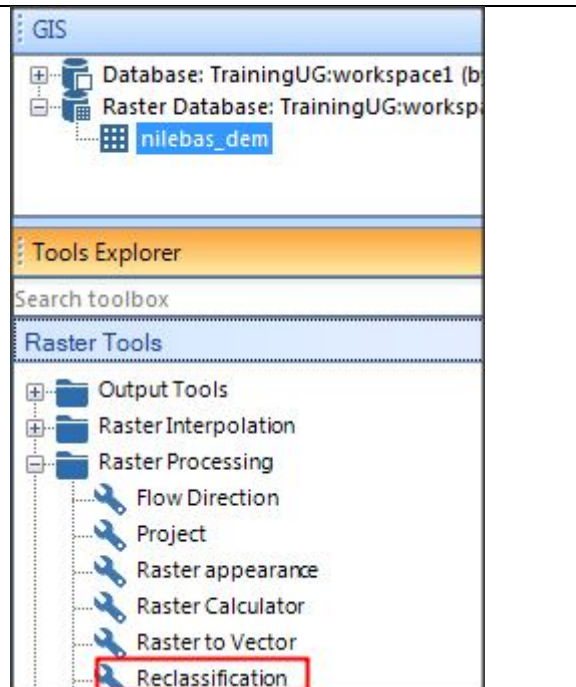 GIS
Database: TrainingUG:workspace1 (b
Raster Database: TrainingUG:workspa
nilebas_dem
Tools Explorer
Search toolbox
Raster Tools
Output Tools
Raster Interpolation
Raster Processing
Flow Direction
Project
Raster appearance
Raster Calculator
Raster to Vector
Reclassification